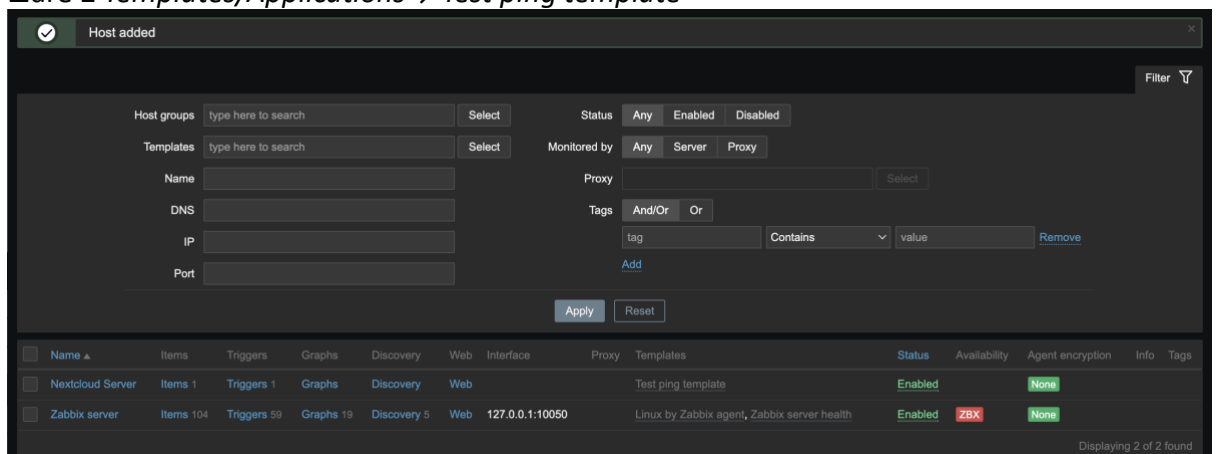 Templates/Applications → Test ping template
Host added
Filter
Host groups type here to search Select Status Any Enabled Disabled
Templates type here to search Select Monitored by Any Server Proxy
Name Proxy Select
DNS Tags And/Or Or
IP tag Contains value Remove
Add
Port
Apply Reset
Name Items Triggers Graphs Discovery Web Interface Proxy Templates Status Availability Agent encryption Info Tags
Nextcloud Server Items 1 Triggers 1 Graphs Discovery Web Test ping template Enabled None
Zabbix server Items 104 Triggers 59 Graphs 19 Discovery 5 Web 127.0.0.1:10050 Linux by Zabbix agent, Zabbix server health Enabled ZBX None
Displaying 2 of 2 found